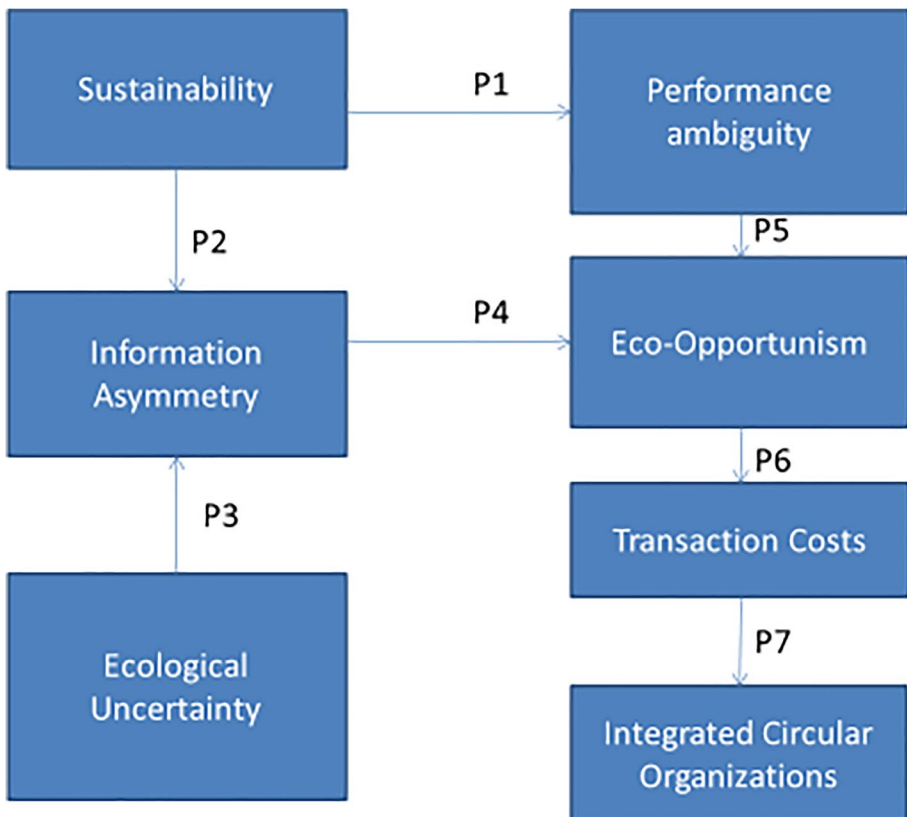 Sustainability
P1
Performance
ambiguity
P2
P5
Information
Asymmetry
P4
Eco-Opportunism
P3
P6
Transaction Costs
Ecological
Uncertainty
P7
Integrated Circular
Organizations